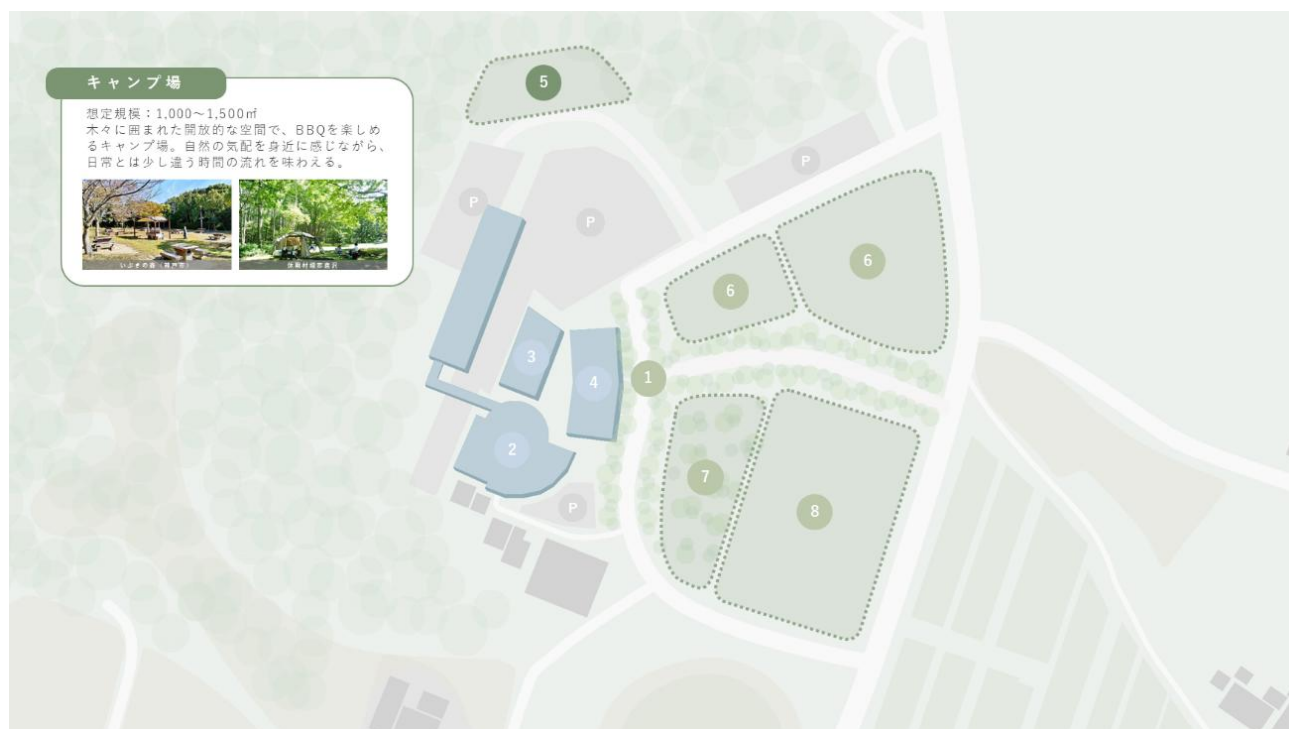 キャンプ場
想定規模：1,000〜1,500㎡
木々に囲まれた開放的な空間で、BBQを楽しめ
るキャンプ場。自然の気配を身近に感じながら、
日常とは少し違う時間の流れを味わえる。
5
P
P
P
6
6
3
4
1
2
7
8
P